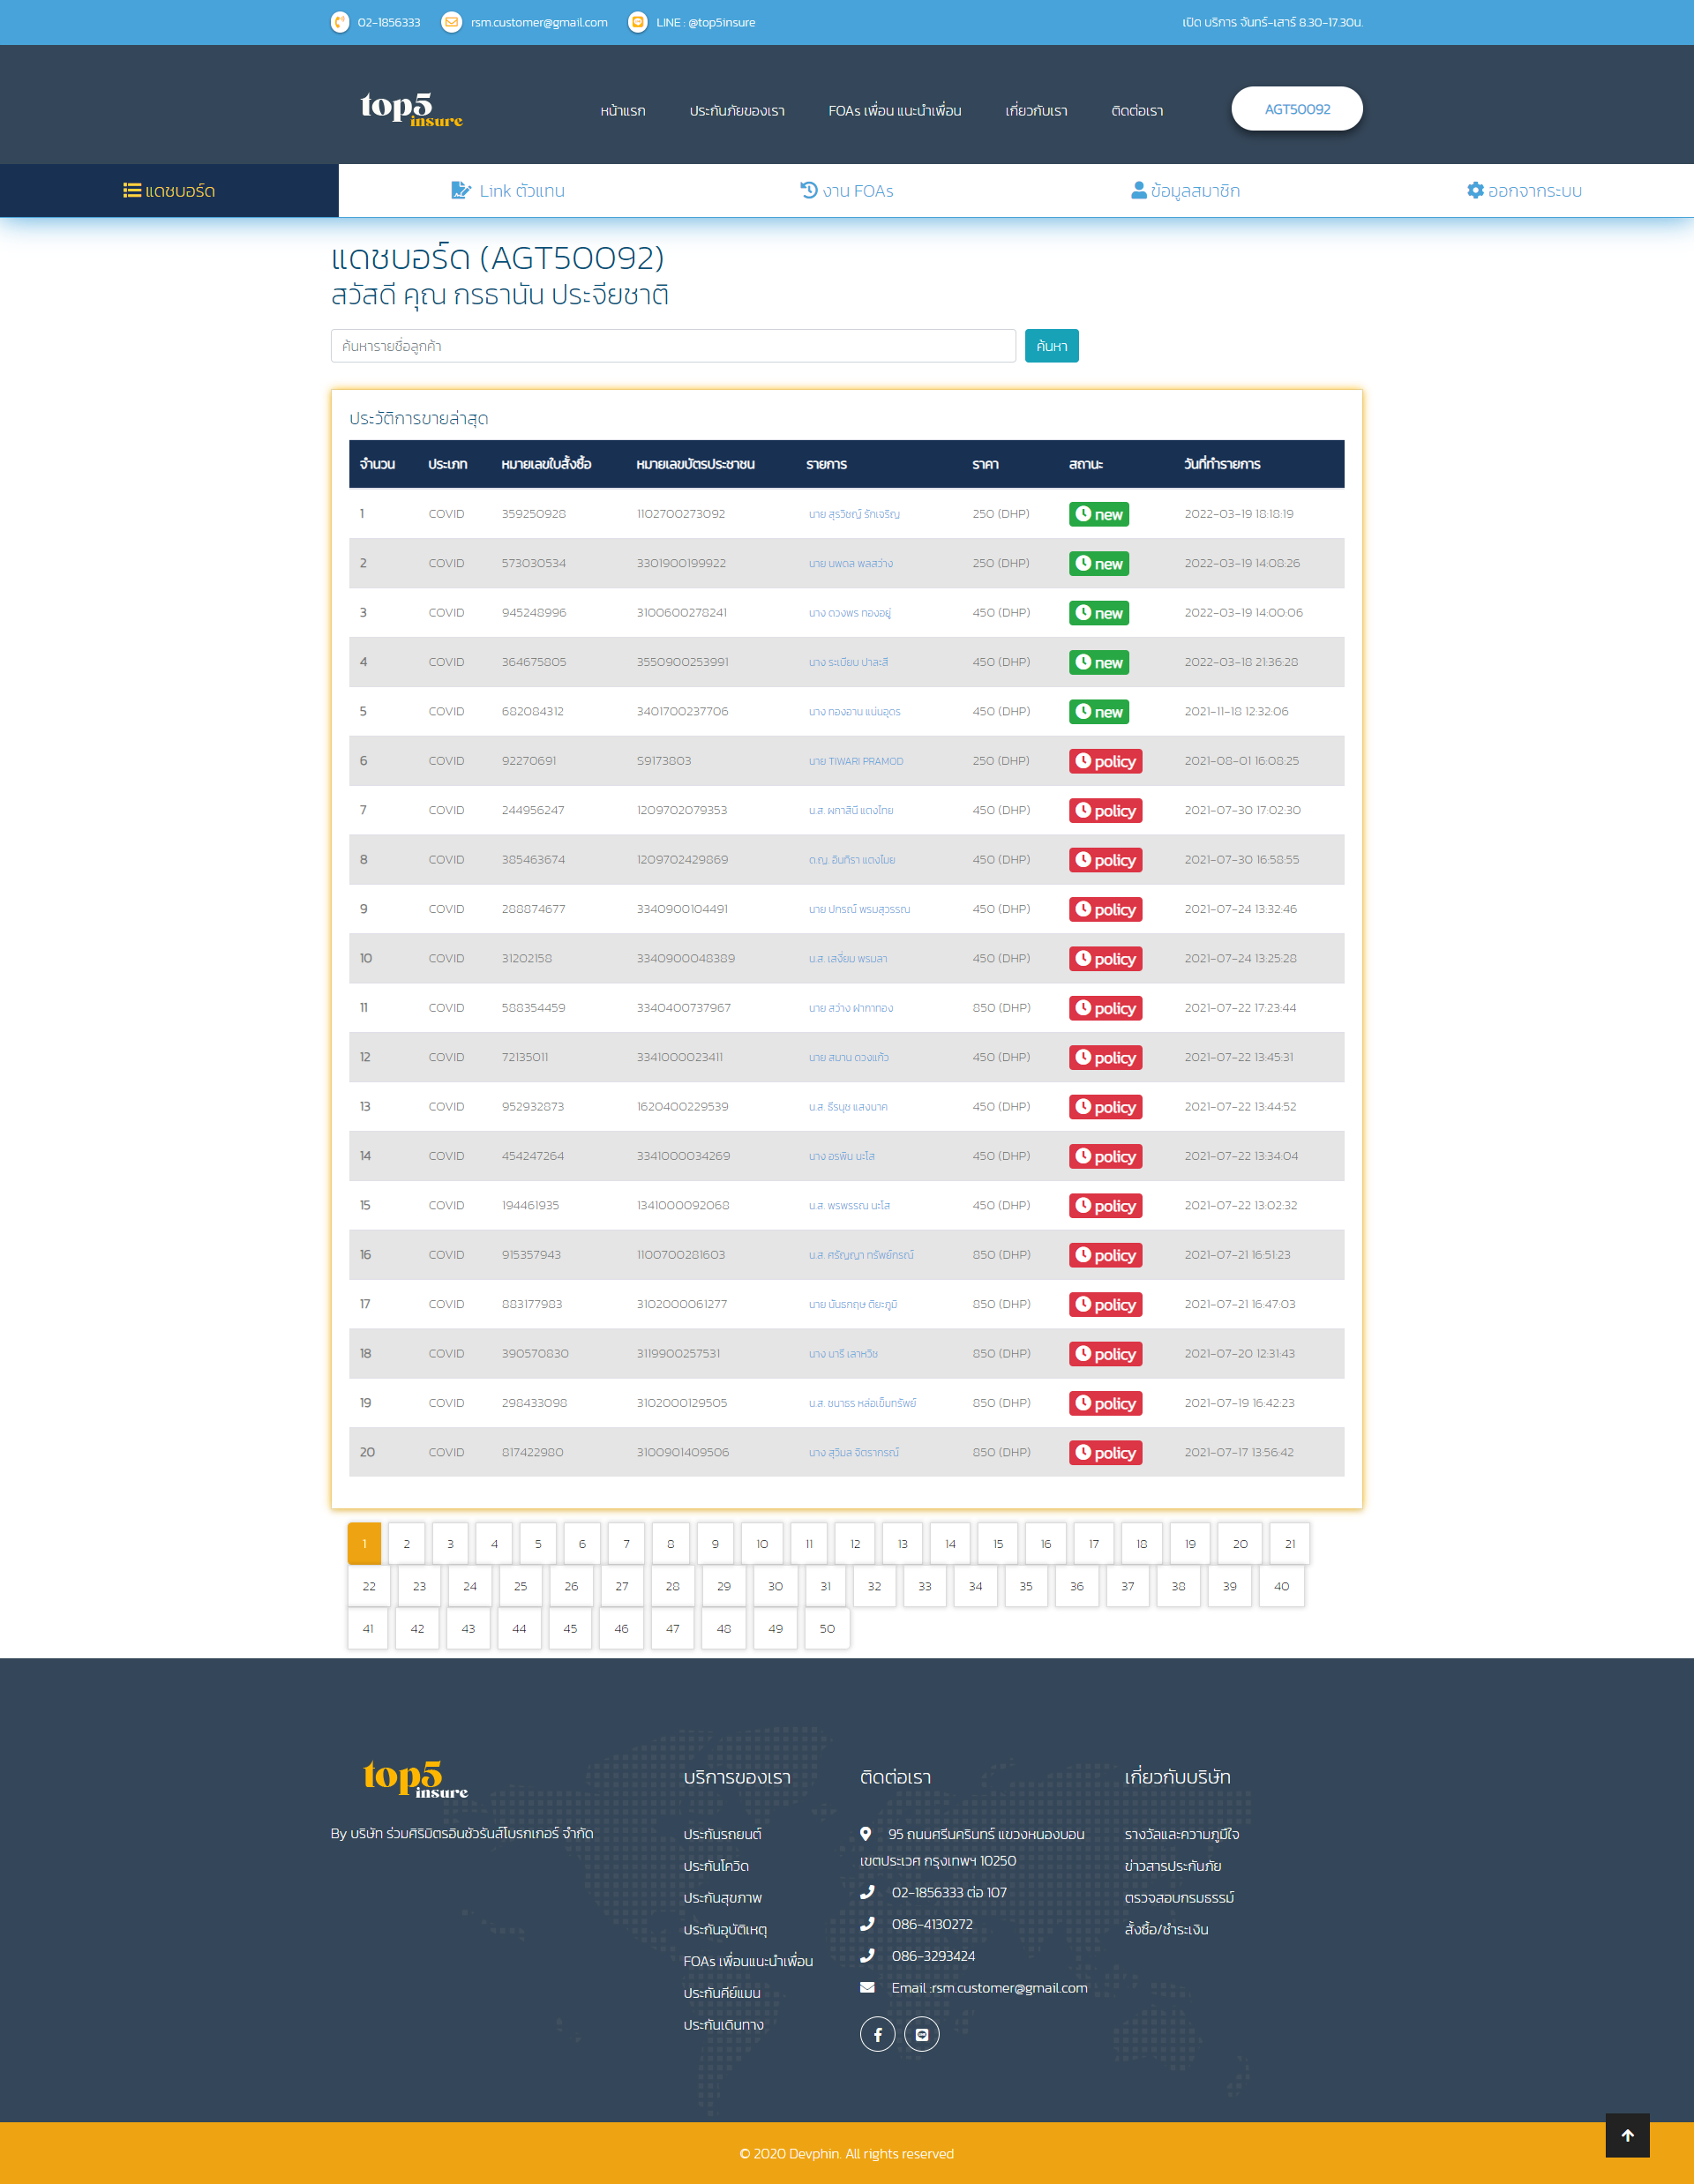 02-1856333 rsm.customer@gmail.com LINE : @top5insure เปิด บริการ จันทร์-เสาร์ 8.30-17.30น.
top5 insure หน้าแรก ประกันภัยของเรา FOAs เพื่อน แนะนำเพื่อน เกี่ยวกับเรา ติดต่อเรา AGT50092
แดชบอร์ด Link ตัวแทน งาน FOAs ข้อมูลสมาชิก ออกจากระบบ
แดชบอร์ด (AGT50092)
สวัสดี คุณ กรธานัน ประจียชาติ
ค้นหารายชื่อลูกค้า ค้นหา
ประวัติการขายล่าสุด
จำนวน ประเภท หมายเลขใบสั่งซื้อ หมายเลขบัตรประชาชน รายการ ราคา สถานะ วันที่ทำรายการ
1 COVID 359250928 1102700273092 นาย สุรวิชญ์ รักเจริญ 250 (DHP) new 2022-03-19 18:18:19
2 COVID 573030534 3301900199922 นาย นพดล พลสว่าง 250 (DHP) new 2022-03-19 14:08:26
3 COVID 945248996 3100600278241 นาง ดวงพร ทองอยู่ 450 (DHP) new 2022-03-19 14:00:06
4 COVID 364675805 3550900253991 นาง ระเบียบ ปาละสี 450 (DHP) new 2022-03-18 21:36:28
5 COVID 682084312 3401700237706 นาง ทองอาน แน่นอุดร 450 (DHP) new 2021-11-18 12:32:06
6 COVID 92270691 S9173803 นาย TIWARI PRAMOD 250 (DHP) policy 2021-08-01 16:08:25
7 COVID 244956247 1209702079353 น.ส. ผกาสินี แตงไทย 450 (DHP) policy 2021-07-30 17:02:30
8 COVID 385463674 1209702429869 ด.ญ. อินทิรา แตงโมย 450 (DHP) policy 2021-07-30 16:58:55
9 COVID 288874677 3340900104491 นาย ปกรณ์ พรมสุวรรณ 450 (DHP) policy 2021-07-24 13:32:46
10 COVID 31202158 3340900048389 น.ส. เสงี่ยม พรมลา 450 (DHP) policy 2021-07-24 13:25:28
11 COVID 588354459 3340400737967 นาย สว่าง ฝากาทอง 850 (DHP) policy 2021-07-22 17:23:44
12 COVID 72135011 3341000023411 นาย สมาน ดวงแก้ว 450 (DHP) policy 2021-07-22 13:45:31
13 COVID 952932873 1620400229539 น.ส. ธีรนุช แสงนาค 450 (DHP) policy 2021-07-22 13:44:52
14 COVID 454247264 3341000034269 นาง อรพิน นะโส 450 (DHP) policy 2021-07-22 13:34:04
15 COVID 194461935 1341000092068 น.ส. พรพรรณ นะโส 450 (DHP) policy 2021-07-22 13:02:32
16 COVID 915357943 1100700281603 น.ส. ศรัญญา ทรัพย์กรณ์ 850 (DHP) policy 2021-07-21 16:51:23
17 COVID 883177983 3102000061277 นาย นันธกฤษ ติยะภูมิ 850 (DHP) policy 2021-07-21 16:47:03
18 COVID 390570830 3119900257531 นาง นารี เลาหวิช 850 (DHP) policy 2021-07-20 12:31:43
19 COVID 298433098 3102000129505 น.ส. ชนาธร หล่อเข็มทรัพย์ 850 (DHP) policy 2021-07-19 16:42:23
20 COVID 817422980 3100901409506 นาง สุวิมล จิตรากรณ์ 850 (DHP) policy 2021-07-17 13:56:42
1 2 3 4 5 6 7 8 9 10 11 12 13 14 15 16 17 18 19 20 21
22 23 24 25 26 27 28 29 30 31 32 33 34 35 36 37 38 39 40
41 42 43 44 45 46 47 48 49 50
top5 insure
By บริษัท ร่วมศิริมิตรอินชัวรันส์โบรกเกอร์ จำกัด
บริการของเรา
ประกันรถยนต์
ประกันโควิด
ประกันสุขภาพ
ประกันอุบัติเหตุ
FOAs เพื่อนแนะนำเพื่อน
ประกันคีย์แมน
ประกันเดินทาง
ติดต่อเรา
95 ถนนศรีนครินทร์ แขวงหนองบอน
เขตประเวศ กรุงเทพฯ 10250
02-1856333 ต่อ 107
086-4130272
086-3293424
Email :rsm.customer@gmail.com
เกี่ยวกับบริษัท
รางวัลและความภูมืใจ
ข่าวสารประกันภัย
ตรวจสอบกรมธรรม์
สั้งซื้อ/ชำระเงิน
© 2020 Devphin. All rights reserved